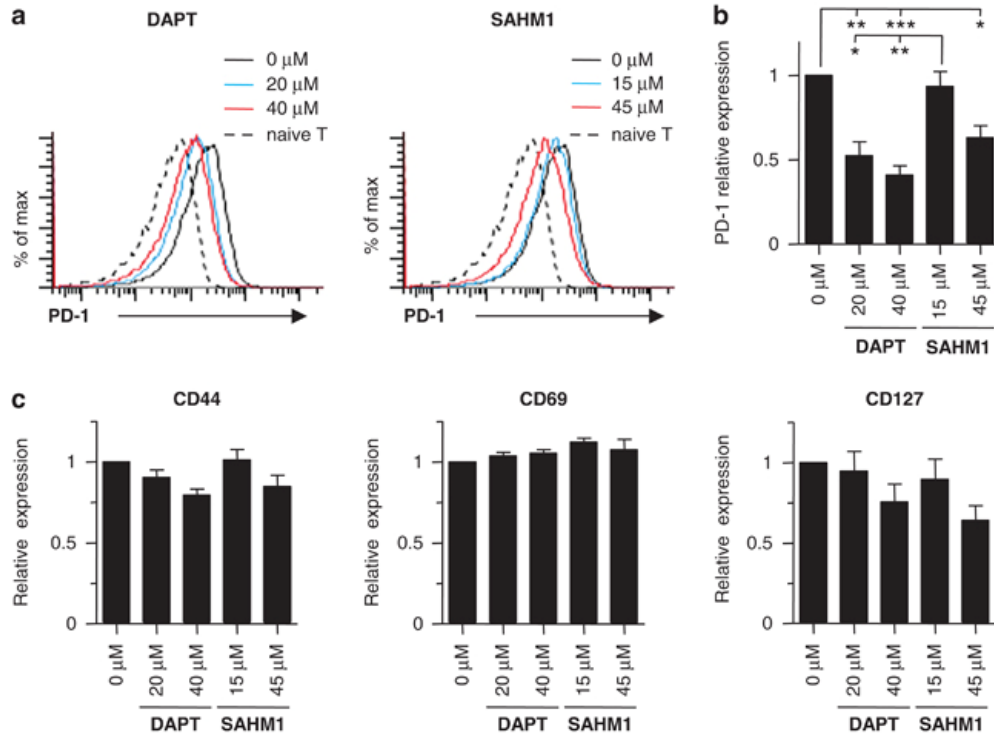 a
DAPT
0 μM
20 μM
40 μM
naive T
% of max
PD-1
SAHM1
0 μM
15 μM
45 μM
naive T
% of max
PD-1
b
** *** *
* **
PD-1 relative expression
1
0.5
0
0 μM
20 μM
40 μM
15 μM
45 μM
DAPT SAHM1
c
CD44
Relative expression
1
0.5
0
0 μM
20 μM
40 μM
15 μM
45 μM
DAPT SAHM1
CD69
Relative expression
1
0.5
0
0 μM
20 μM
40 μM
15 μM
45 μM
DAPT SAHM1
CD127
Relative expression
1
0.5
0
0 μM
20 μM
40 μM
15 μM
45 μM
DAPT SAHM1